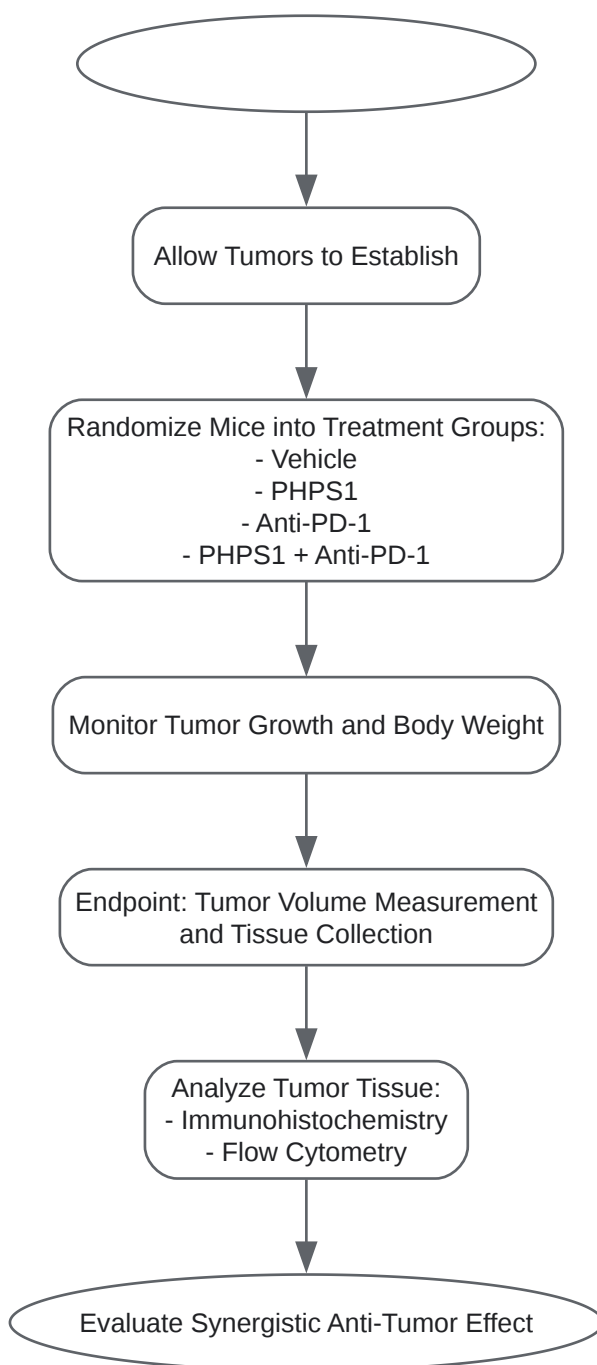 Allow Tumors to Establish
Randomize Mice into Treatment Groups:
- Vehicle
- PHPS1
- Anti-PD-1
- PHPS1 + Anti-PD-1
Monitor Tumor Growth and Body Weight
Endpoint: Tumor Volume Measurement
and Tissue Collection
Analyze Tumor Tissue:
- Immunohistochemistry
- Flow Cytometry
Evaluate Synergistic Anti-Tumor Effect